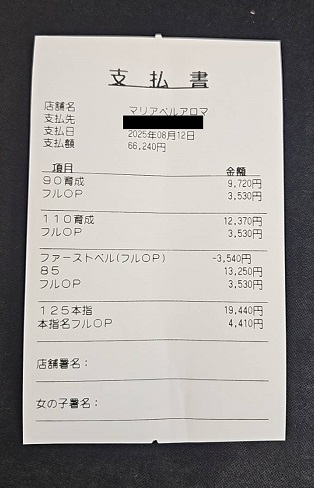 支払書
店舗名 マリアベルアロマ
支払先
支払日 2025年08月12日
支払額 66,240円
項目 金額
90育成 9,720円
フルOP 3,530円
110育成 12,370円
フルOP 3,530円
ファーストベル(フルOP) -3,540円
85 13,250円
フルOP 3,530円
125本指 19,440円
本指名フルOP 4,410円
店舗署名：
女の子署名：